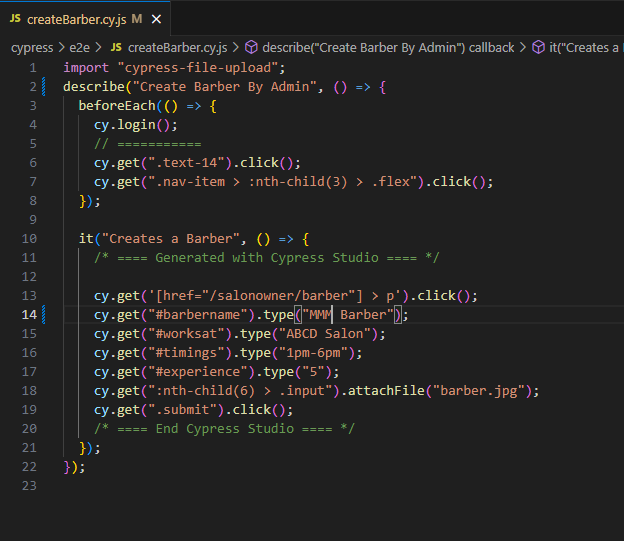 JS createBarber.cy.js M ×
cypress > e2e > JS createBarber.cy.js > describe("Create Barber By Admin") callback > it("Creates a
1 import "cypress-file-upload";
2 describe("Create Barber By Admin", () => {
3 beforeEach(() => {
4 cy.login();
5 // ===========
6 cy.get(".text-14").click();
7 cy.get(".nav-item > :nth-child(3) > .flex").click();
8 });
9
10 it("Creates a Barber", () => {
11 /* ==== Generated with Cypress Studio ==== */
12
13 cy.get('[href="/salonowner/barber"] > p').click();
14 cy.get("#barbername").type("MMM Barber");
15 cy.get("#worksat").type("ABCD Salon");
16 cy.get("#timings").type("1pm-6pm");
17 cy.get("#experience").type("5");
18 cy.get(":nth-child(6) > .input").attachFile("barber.jpg");
19 cy.get(".submit").click();
20 /* ==== End Cypress Studio ==== */
21 });
22 });
23